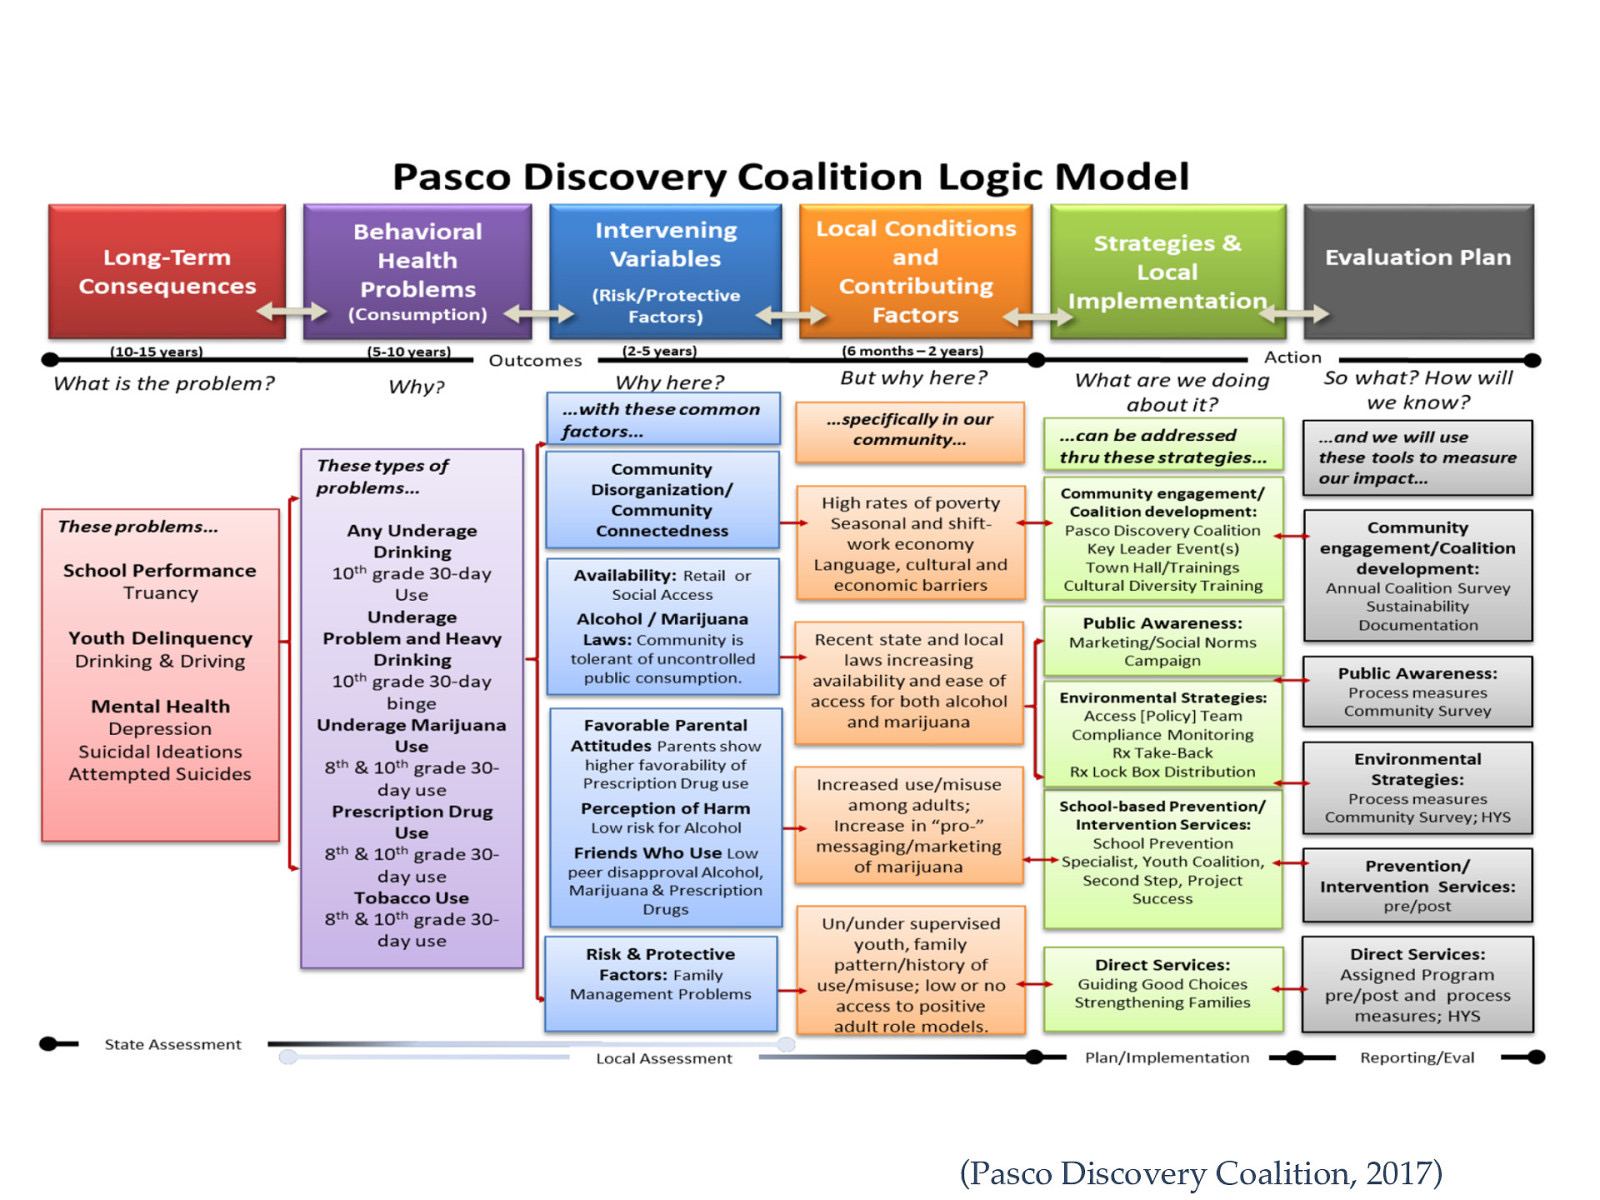 Pasco Discovery Coalition Logic Model
Long-Term
Consequences
Behavioral
Health
Problems
(Consumption)
Intervening
Variables
(Risk/Protective
Factors)
Local Conditions
and
Contributing
Factors
Strategies &
Local
Implementation
Evaluation Plan
(10-15 years)
(5-10 years)
Outcomes
(2-5 years)
(6 months – 2 years)
Action
What is the problem?
Why?
Why here?
But why here?
What are we doing
about it?
So what? How will
we know?
These problems...
School Performance
Truancy
Youth Delinquency
Drinking & Driving
Mental Health
Depression
Suicidal Ideations
Attempted Suicides
These types of
problems...
Any Underage
Drinking
10th grade 30-day
Use
Underage
Problem and Heavy
Drinking
10th grade 30-day
binge
Underage Marijuana
Use
8th & 10th grade 30-
day use
Prescription Drug
Use
8th & 10th grade 30-
day use
Tobacco Use
8th & 10th grade 30-
day use
...with these common
factors...
Community
Disorganization/
Community
Connectedness
Availability: Retail or
Social Access
Alcohol / Marijuana
Laws: Community is
tolerant of uncontrolled
public consumption.
Favorable Parental
Attitudes Parents show
higher favorability of
Prescription Drug use
Perception of Harm
Low risk for Alcohol
Friends Who Use Low
peer disapproval Alcohol,
Marijuana & Prescription
Drugs
Risk & Protective
Factors: Family
Management Problems
...specifically in our
community...
High rates of poverty
Seasonal and shift-
work economy
Language, cultural and
economic barriers
Recent state and local
laws increasing
availability and ease of
access for both alcohol
and marijuana
Increased use/misuse
among adults;
Increase in “pro-”
messaging/marketing
of marijuana
Un/under supervised
youth, family
pattern/history of
use/misuse; low or no
access to positive
adult role models.
...can be addressed
thru these strategies...
Community engagement/
Coalition development:
Pasco Discovery Coalition
Key Leader Event(s)
Town Hall/Trainings
Cultural Diversity Training
Public Awareness:
Marketing/Social Norms
Campaign
Environmental Strategies:
Access [Policy] Team
Compliance Monitoring
Rx Take-Back
Rx Lock Box Distribution
School-based Prevention/
Intervention Services:
School Prevention
Specialist, Youth Coalition,
Second Step, Project
Success
Direct Services:
Guiding Good Choices
Strengthening Families
...and we will use
these tools to measure
our impact...
Community
engagement/Coalition
development:
Annual Coalition Survey
Sustainability
Documentation
Public Awareness:
Process measures
Community Survey
Environmental
Strategies:
Process measures
Community Survey; HYS
Prevention/
Intervention Services:
pre/post
Direct Services:
Assigned Program
pre/post and process
measures; HYS
State Assessment
Local Assessment
Plan/Implementation
Reporting/Eval
(Pasco Discovery Coalition, 2017)